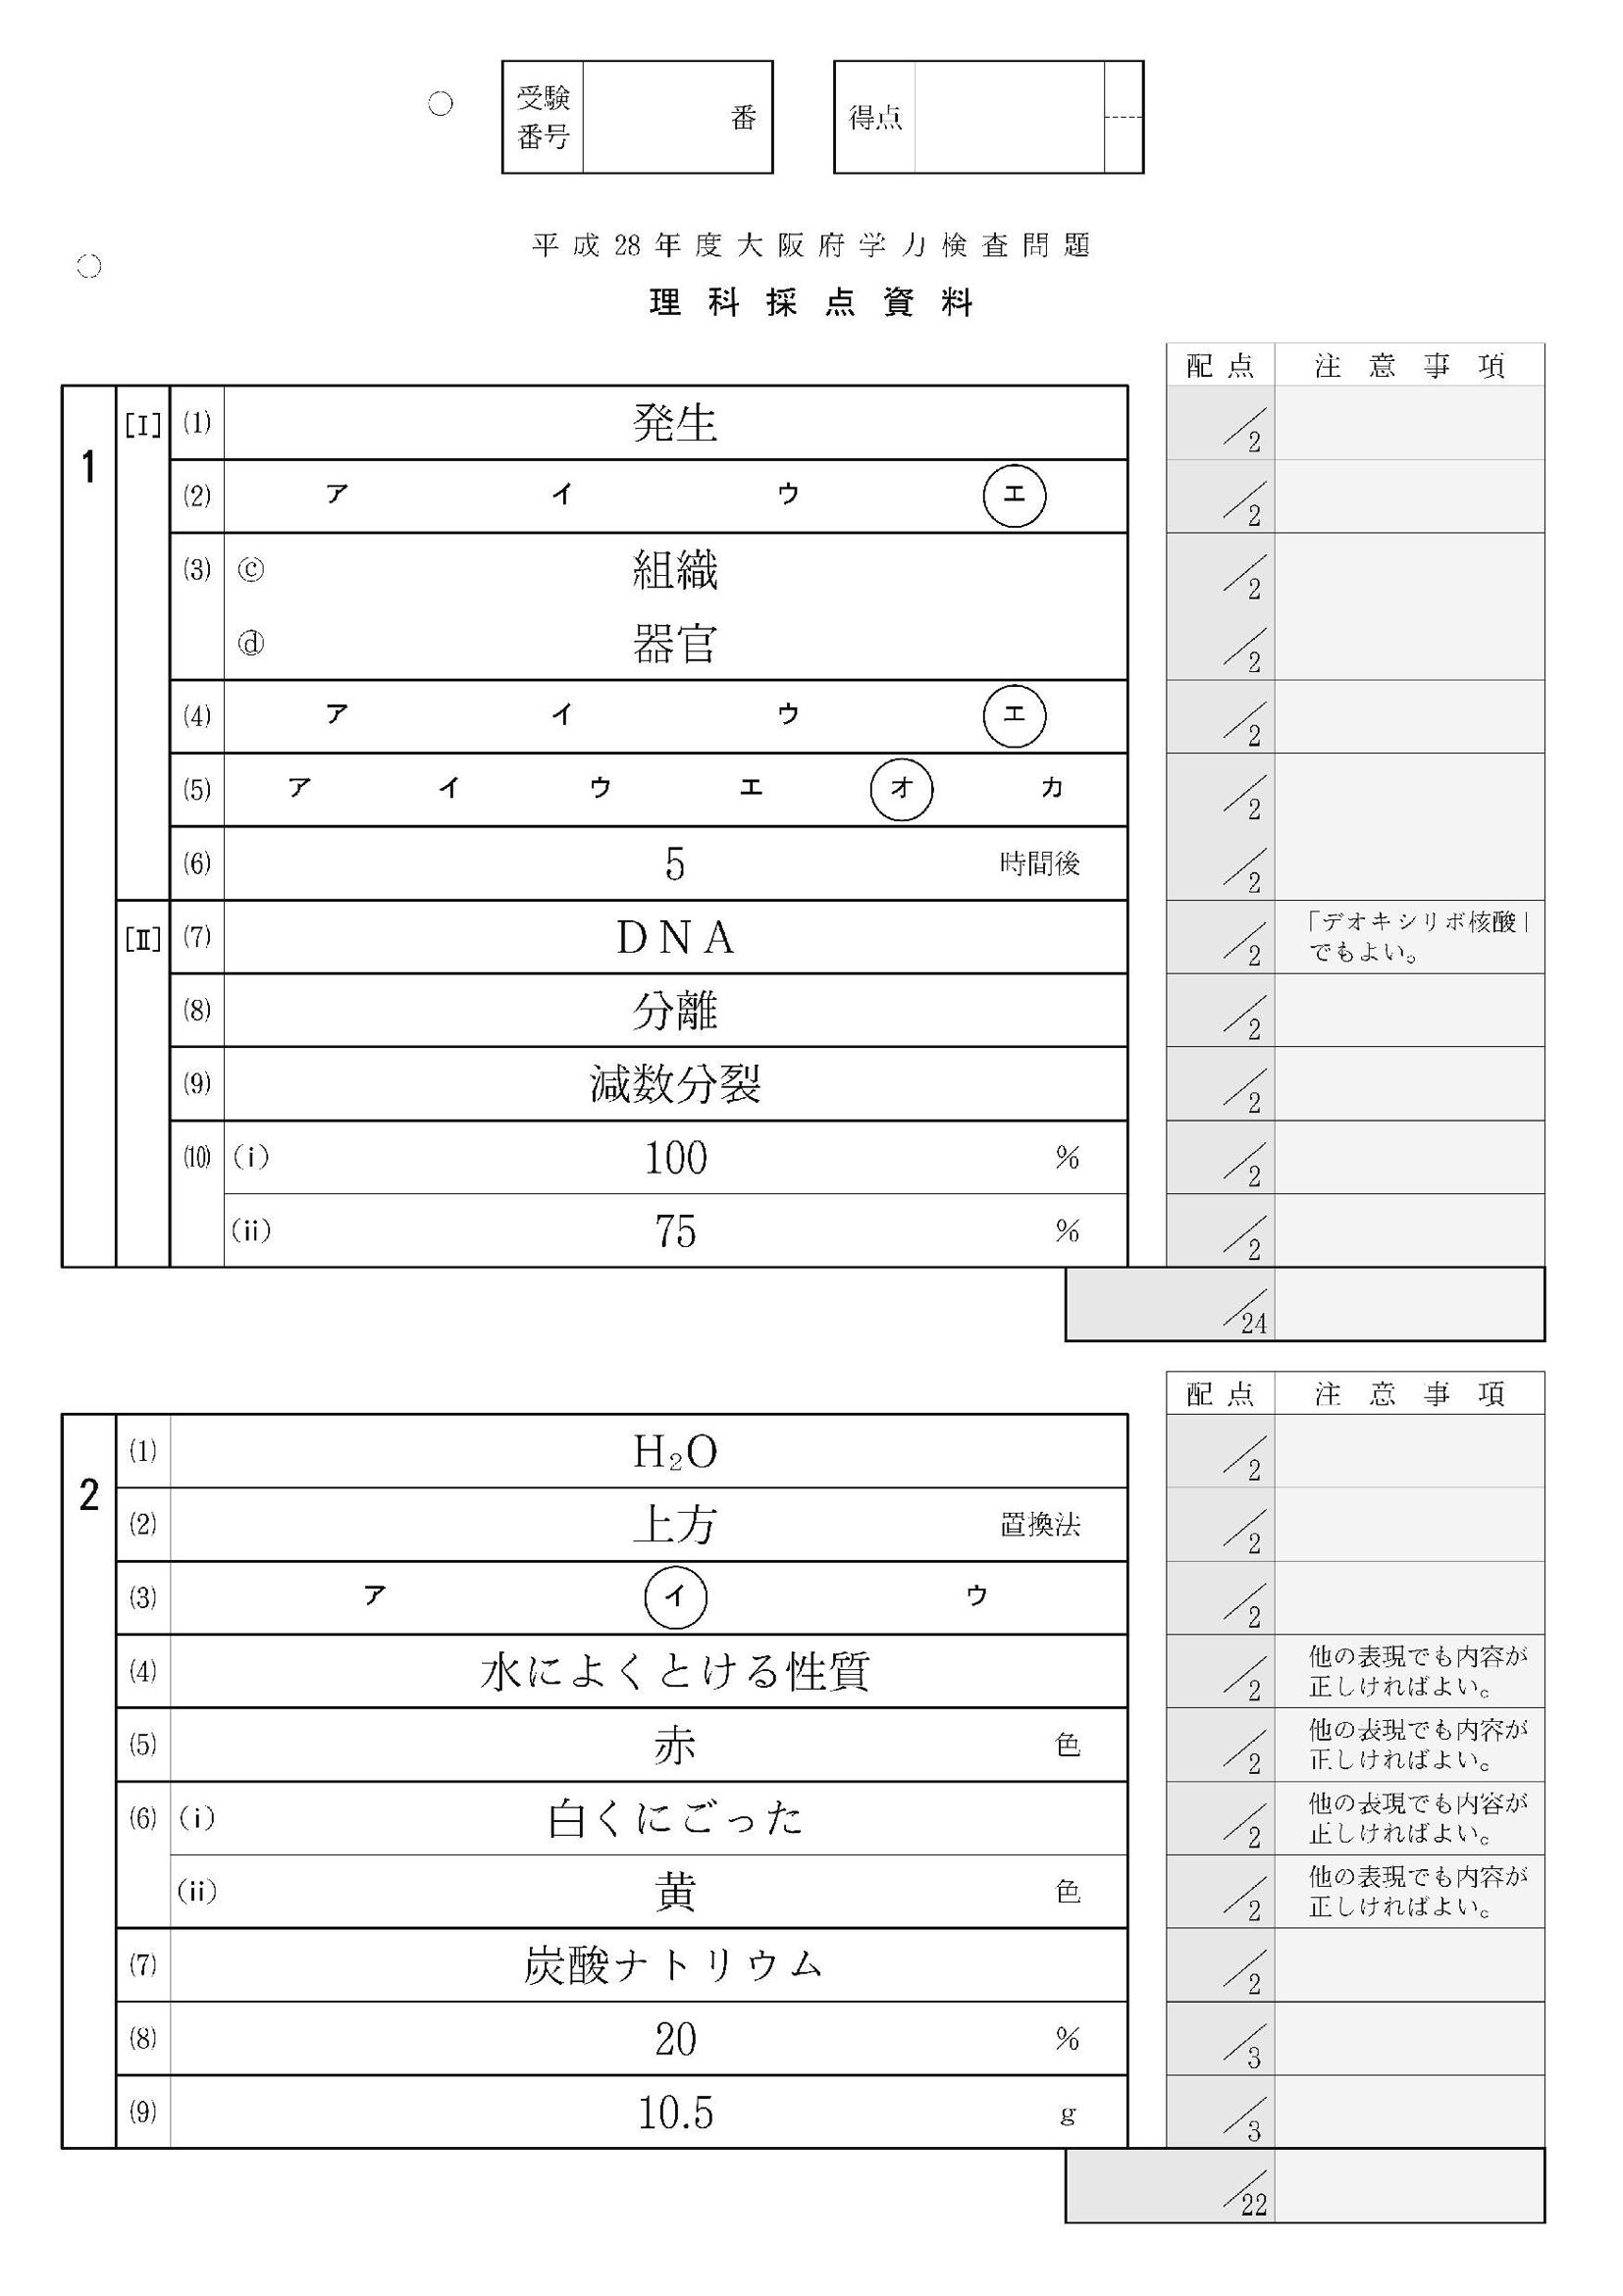 受験番号 番 得点
平成28年度大阪府学力検査問題
理科採点資料
配点 注意事項
1 [Ⅰ] (1) 発生 /2
(2) ア イ ウ エ /2
(3) ⓒ 組織 /2
ⓓ 器官 /2
(4) ア イ ウ エ /2
(5) ア イ ウ エ オ カ /2
(6) 5 時間後 /2
[Ⅱ] (7) DNA /2 「デオキシリボ核酸」
でもよい。
(8) 分離 /2
(9) 減数分裂 /2
(10) (i) 100 % /2
(ii) 75 % /2
/24
配点 注意事項
2 (1) H₂O /2
(2) 上方 置換法 /2
(3) ア イ ウ /2
(4) 水によくとける性質 /2 他の表現でも内容が
正しければよい。
(5) 赤 色 /2 他の表現でも内容が
正しければよい。
(6) (i) 白くにごった /2 他の表現でも内容が
正しければよい。
(ii) 黄 色 /2 他の表現でも内容が
正しければよい。
(7) 炭酸ナトリウム /2
(8) 20 % /3
(9) 10.5 g /3
/22